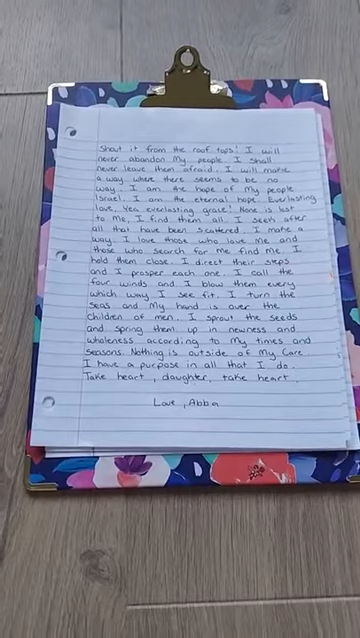 Shout it from the roof tops! I will
never abandon My people. I shall
never leave them afraid. I will make
a way where there seems to be no
way. I am the hope of My people
Israel. I am the eternal hope. Everlasting
love, Yea everlasting grace! None is lost
to Me, I find them all. I seek after
all that have been scattered. I make a
way. I love those who love Me and
those who search for Me find Me. I
hold them close. I direct their steps
and I prosper each one. I call the
four winds and I blow them every
which way I see fit. I turn the
seas and My hand is over the
children of men. I sprout the seeds
and spring them up in newness and
wholeness according to My times and
seasons. Nothing is outside of My care.
I have a purpose in all that I do.
Take heart, daughter, take heart.
Love, Abba